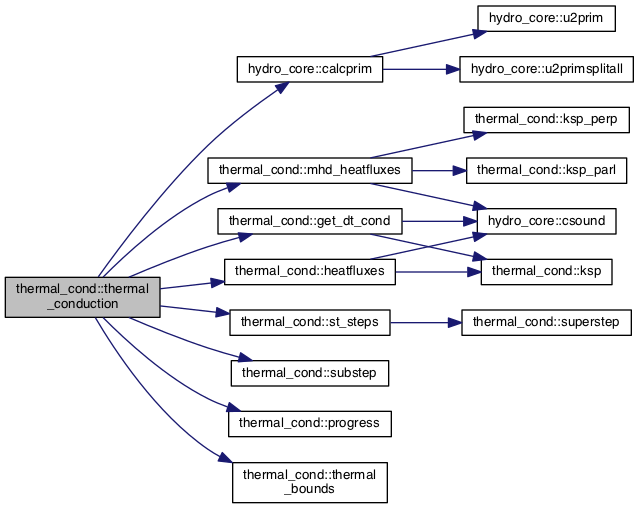 hydro_core::u2prim
hydro_core::calcprim
hydro_core::u2primsplitall
thermal_cond::ksp_perp
thermal_cond::mhd_heatfluxes
thermal_cond::ksp_parl
thermal_cond::get_dt_cond
hydro_core::csound
thermal_cond::heatfluxes
thermal_cond::ksp
thermal_cond::thermal
_conduction
thermal_cond::st_steps
thermal_cond::superstep
thermal_cond::substep
thermal_cond::progress
thermal_cond::thermal
_bounds